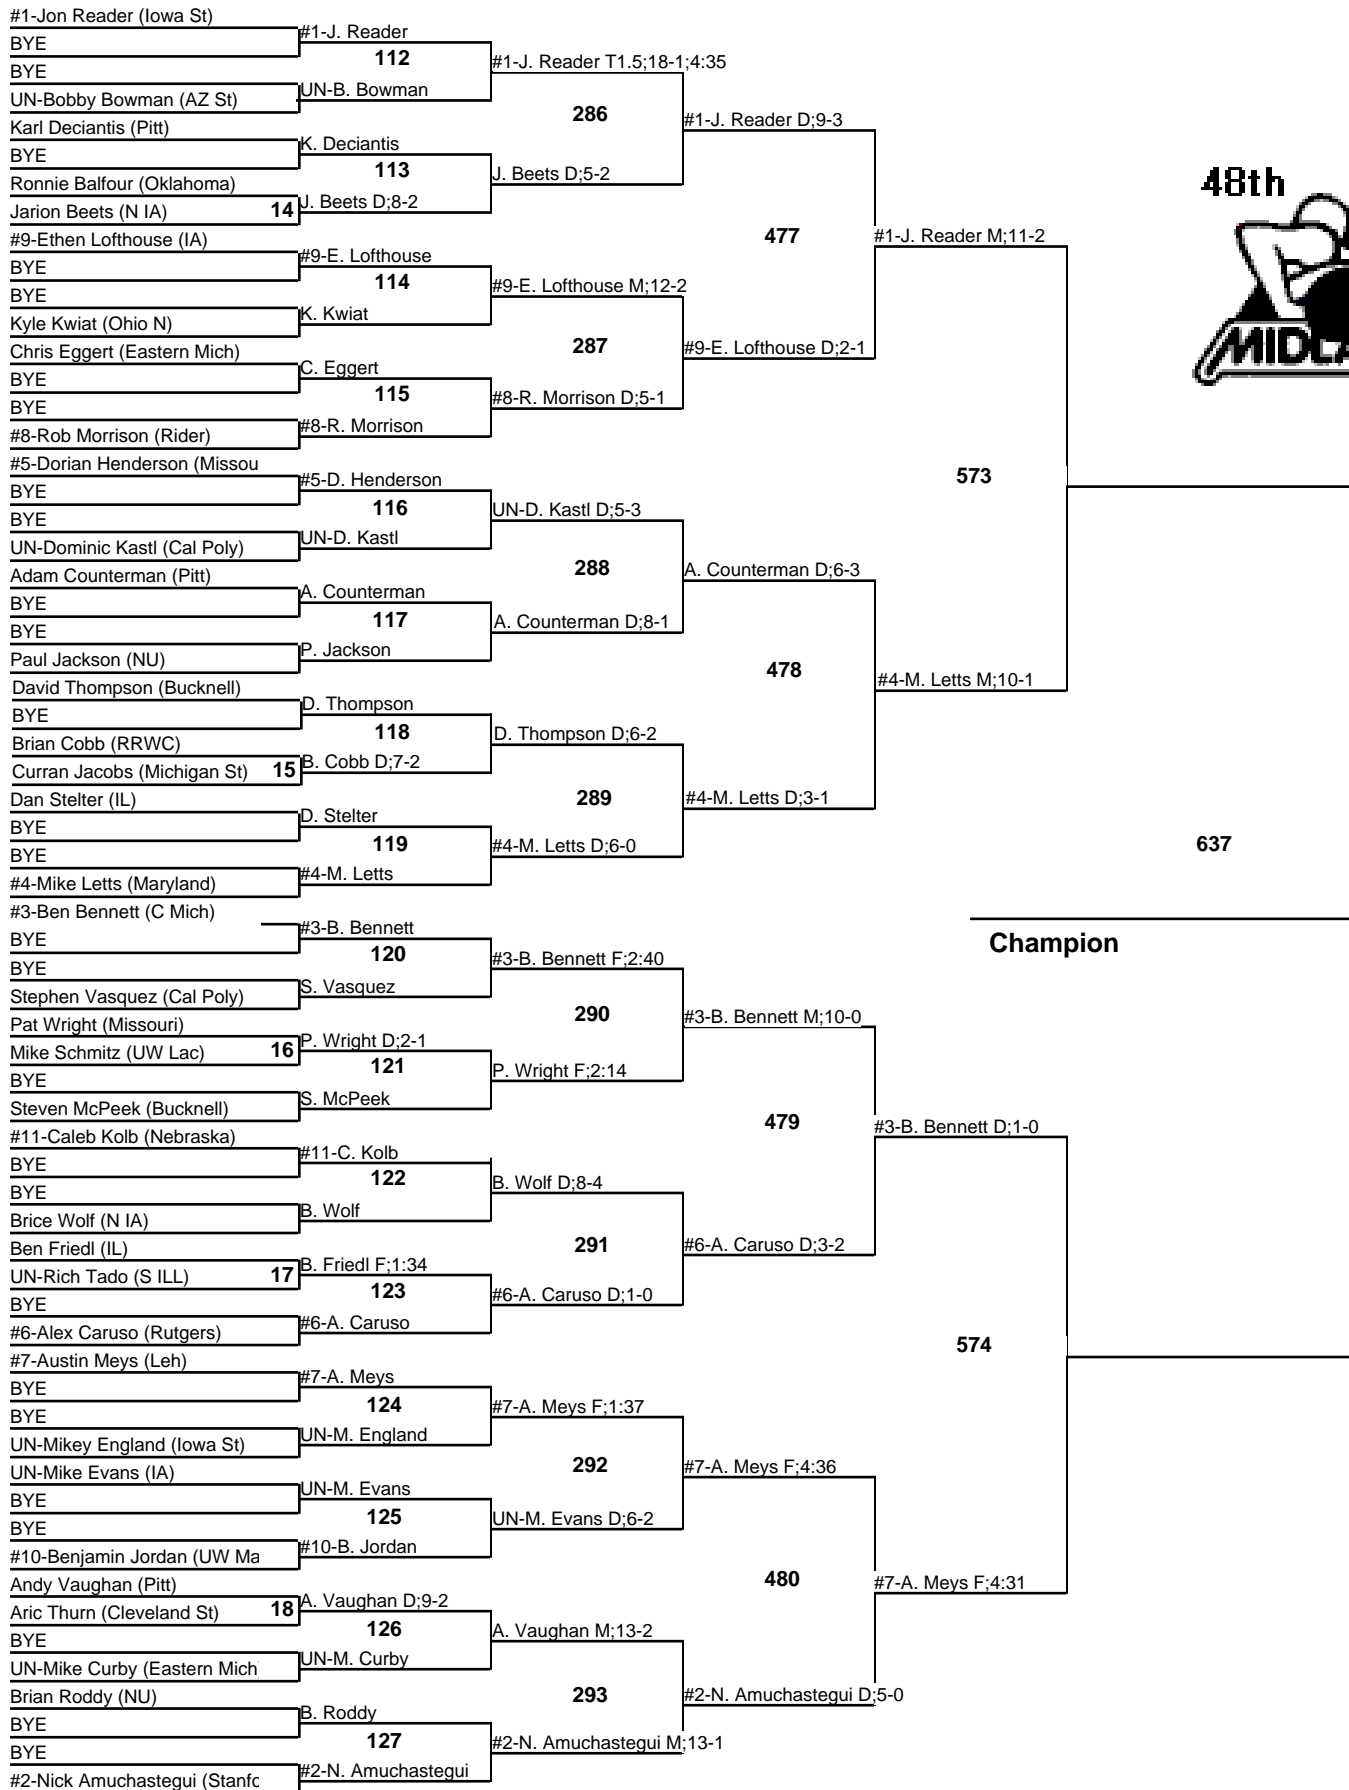 #1-Jon Reader (Iowa St)
BYE
BYE
UN-Bobby Bowman (AZ St)
Karl Deciantis (Pitt)
BYE
Ronnie Balfour (Oklahoma)
Jarion Beets (N IA) 14
#9-Ethen Lofthouse (IA)
BYE
BYE
Kyle Kwiat (Ohio N)
Chris Eggert (Eastern Mich)
BYE
BYE
#8-Rob Morrison (Rider)
#5-Dorian Henderson (Missou
BYE
BYE
UN-Dominic Kastl (Cal Poly)
Adam Counterman (Pitt)
BYE
BYE
Paul Jackson (NU)
David Thompson (Bucknell)
BYE
Brian Cobb (RRWC)
Curran Jacobs (Michigan St) 15
Dan Stelter (IL)
BYE
BYE
#4-Mike Letts (Maryland)
#3-Ben Bennett (C Mich)
BYE
BYE
Stephen Vasquez (Cal Poly)
Pat Wright (Missouri)
Mike Schmitz (UW Lac) 16
BYE
Steven McPeek (Bucknell)
#11-Caleb Kolb (Nebraska)
BYE
BYE
Brice Wolf (N IA)
Ben Friedl (IL)
UN-Rich Tado (S ILL) 17
BYE
#6-Alex Caruso (Rutgers)
#7-Austin Meys (Leh)
BYE
BYE
UN-Mikey England (Iowa St)
UN-Mike Evans (IA)
BYE
BYE
#10-Benjamin Jordan (UW Ma
Andy Vaughan (Pitt)
Aric Thurn (Cleveland St) 18
BYE
UN-Mike Curby (Eastern Mich
Brian Roddy (NU)
BYE
BYE
#2-Nick Amuchastegui (Stanfo
#1-J. Reader
112
UN-B. Bowman
K. Deciantis
113
J. Beets D;8-2
#9-E. Lofthouse
114
K. Kwiat
C. Eggert
115
#8-R. Morrison
#5-D. Henderson
116
UN-D. Kastl
A. Counterman
117
P. Jackson
D. Thompson
118
B. Cobb D;7-2
D. Stelter
119
#4-M. Letts
#3-B. Bennett
120
S. Vasquez
P. Wright D;2-1
121
S. McPeek
#11-C. Kolb
122
B. Wolf
B. Friedl F;1:34
123
#6-A. Caruso
#7-A. Meys
124
UN-M. England
UN-M. Evans
125
#10-B. Jordan
A. Vaughan D;9-2
126
UN-M. Curby
B. Roddy
127
#2-N. Amuchastegui
#1-J. Reader T1.5;18-1;4:35
286
J. Beets D;5-2
#9-E. Lofthouse M;12-2
287
#8-R. Morrison D;5-1
UN-D. Kastl D;5-3
288
A. Counterman D;8-1
D. Thompson D;6-2
289
#4-M. Letts D;6-0
#3-B. Bennett F;2:40
290
P. Wright F;2:14
B. Wolf D;8-4
291
#6-A. Caruso D;1-0
#7-A. Meys F;1:37
292
UN-M. Evans D;6-2
A. Vaughan M;13-2
293
#2-N. Amuchastegui M;13-1
#1-J. Reader D;9-3
477
#9-E. Lofthouse D;2-1
A. Counterman D;6-3
478
#4-M. Letts D;3-1
#3-B. Bennett M;10-0
479
#6-A. Caruso D;3-2
#7-A. Meys F;4:36
480
#2-N. Amuchastegui D;5-0
#1-J. Reader M;11-2
573
#4-M. Letts M;10-1
#3-B. Bennett D;1-0
574
#7-A. Meys F;4:31
48th
MIDLA
637
Champion